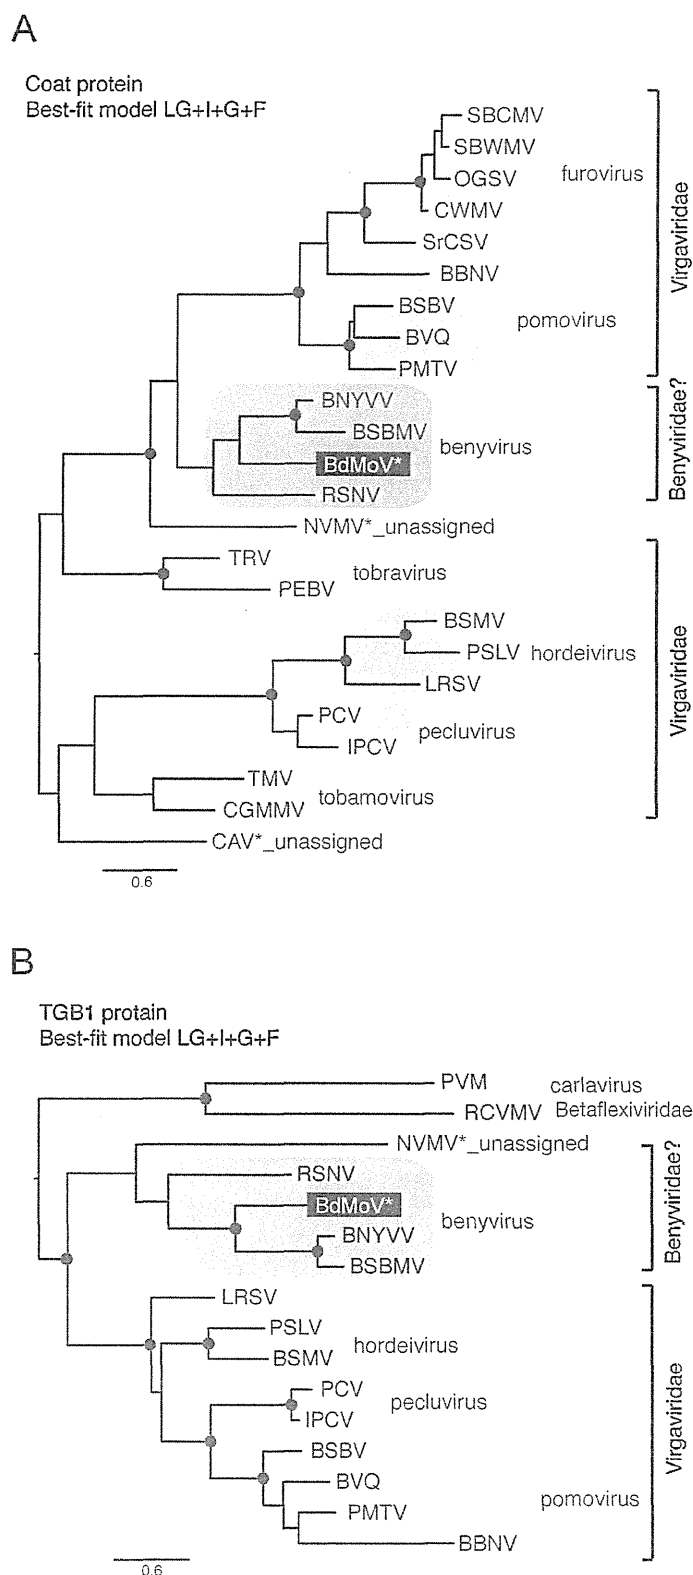 A
Coat protein
Best-fit model LG+I+G+F
SBCMV
SBWMV
OGSV
furovirus
CWMV
SrCSV
BBNV
Virgaviridae
BSBV
pomovirus
BVQ
PMTV
BNYVV
BSBMV
benyvirus
BdMoV*
RSNV
Benyviridae?
NVMV*_unassigned
TRV
tobravirus
PEBV
BSMV
PSLV
hordeivirus
LRSV
PCV
pecluvirus
IPCV
TMV
tobamovirus
CGMMV
Virgaviridae
CAV*_unassigned
0.6
B
TGB1 protain
Best-fit model LG+I+G+F
PVM
carlavirus
RCVMV
Betaflexiviridae
NVMV*_unassigned
RSNV
BdMoV*
benyvirus
BNYVV
BSBMV
Benyviridae?
LRSV
PSLV
hordeivirus
BSMV
PCV
pecluvirus
IPCV
BSBV
BVQ
pomovirus
PMTV
BBNV
Virgaviridae
0.6